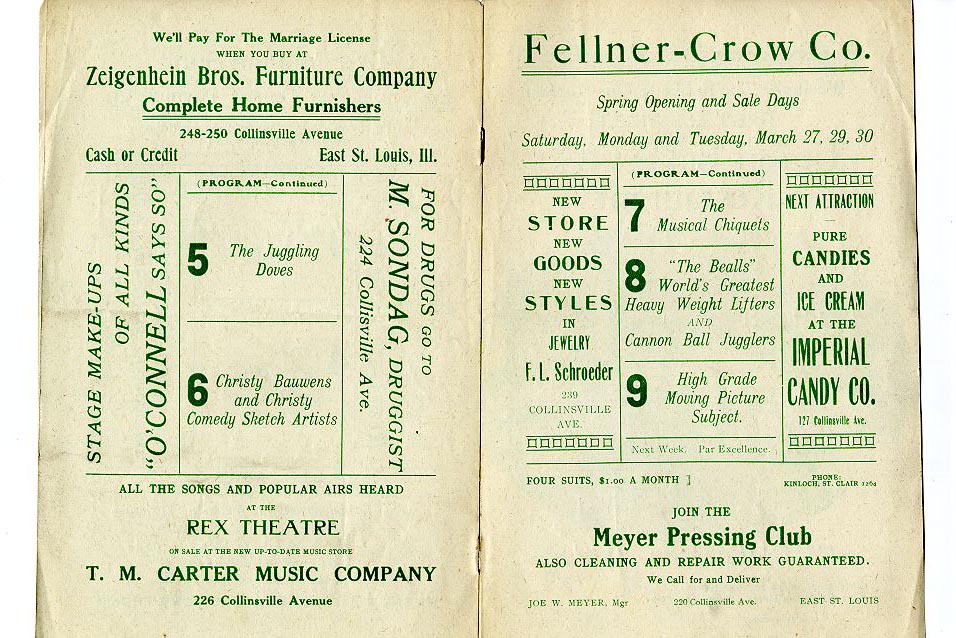 We'll Pay For The Marriage License
WHEN YOU BUY AT
Zeigenhein Bros. Furniture Company
Complete Home Furnishers
248-250 Collinsville Avenue
Cash or Credit East St. Louis, Ill.
STAGE MAKE-UPS
OF ALL KINDS
"O'CONNELL SAYS SO"
(PROGRAM—Continued)
5 The Juggling
Doves
6 Christy Bauwens
and Christy
Comedy Sketch Artists
FOR DRUGS GO TO
M. SONDAG, DRUGGIST
224 Collisville Ave.
ALL THE SONGS AND POPULAR AIRS HEARD
AT THE
REX THEATRE
ON SALE AT THE NEW UP-TO-DATE MUSIC STORE
T. M. CARTER MUSIC COMPANY
226 Collinsville Avenue
Fellner-Crow Co.
Spring Opening and Sale Days
Saturday, Monday and Tuesday, March 27, 29, 30
NEW
STORE
NEW
GOODS
NEW
STYLES
IN
JEWELRY
F. L. Schroeder
239
COLLINSVILLE
AVE.
(PROGRAM—Continued)
7 The
Musical Chiquets
8 "The Bealls"
World's Greatest
Heavy Weight Lifters
AND
Cannon Ball Jugglers
9 High Grade
Moving Picture
Subject.
Next Week. Par Excellence.
NEXT ATTRACTION
PURE
CANDIES
AND
ICE CREAM
AT THE
IMPERIAL
CANDY CO.
127 Collinsville Ave.
FOUR SUITS, $1.00 A MONTH ]
PHONE:
KINLOCH, ST. CLAIR 1264
JOIN THE
Meyer Pressing Club
ALSO CLEANING AND REPAIR WORK GUARANTEED.
We Call for and Deliver
JOE W. MEYER, Mgr 220 Collinsville Ave. EAST ST. LOUIS